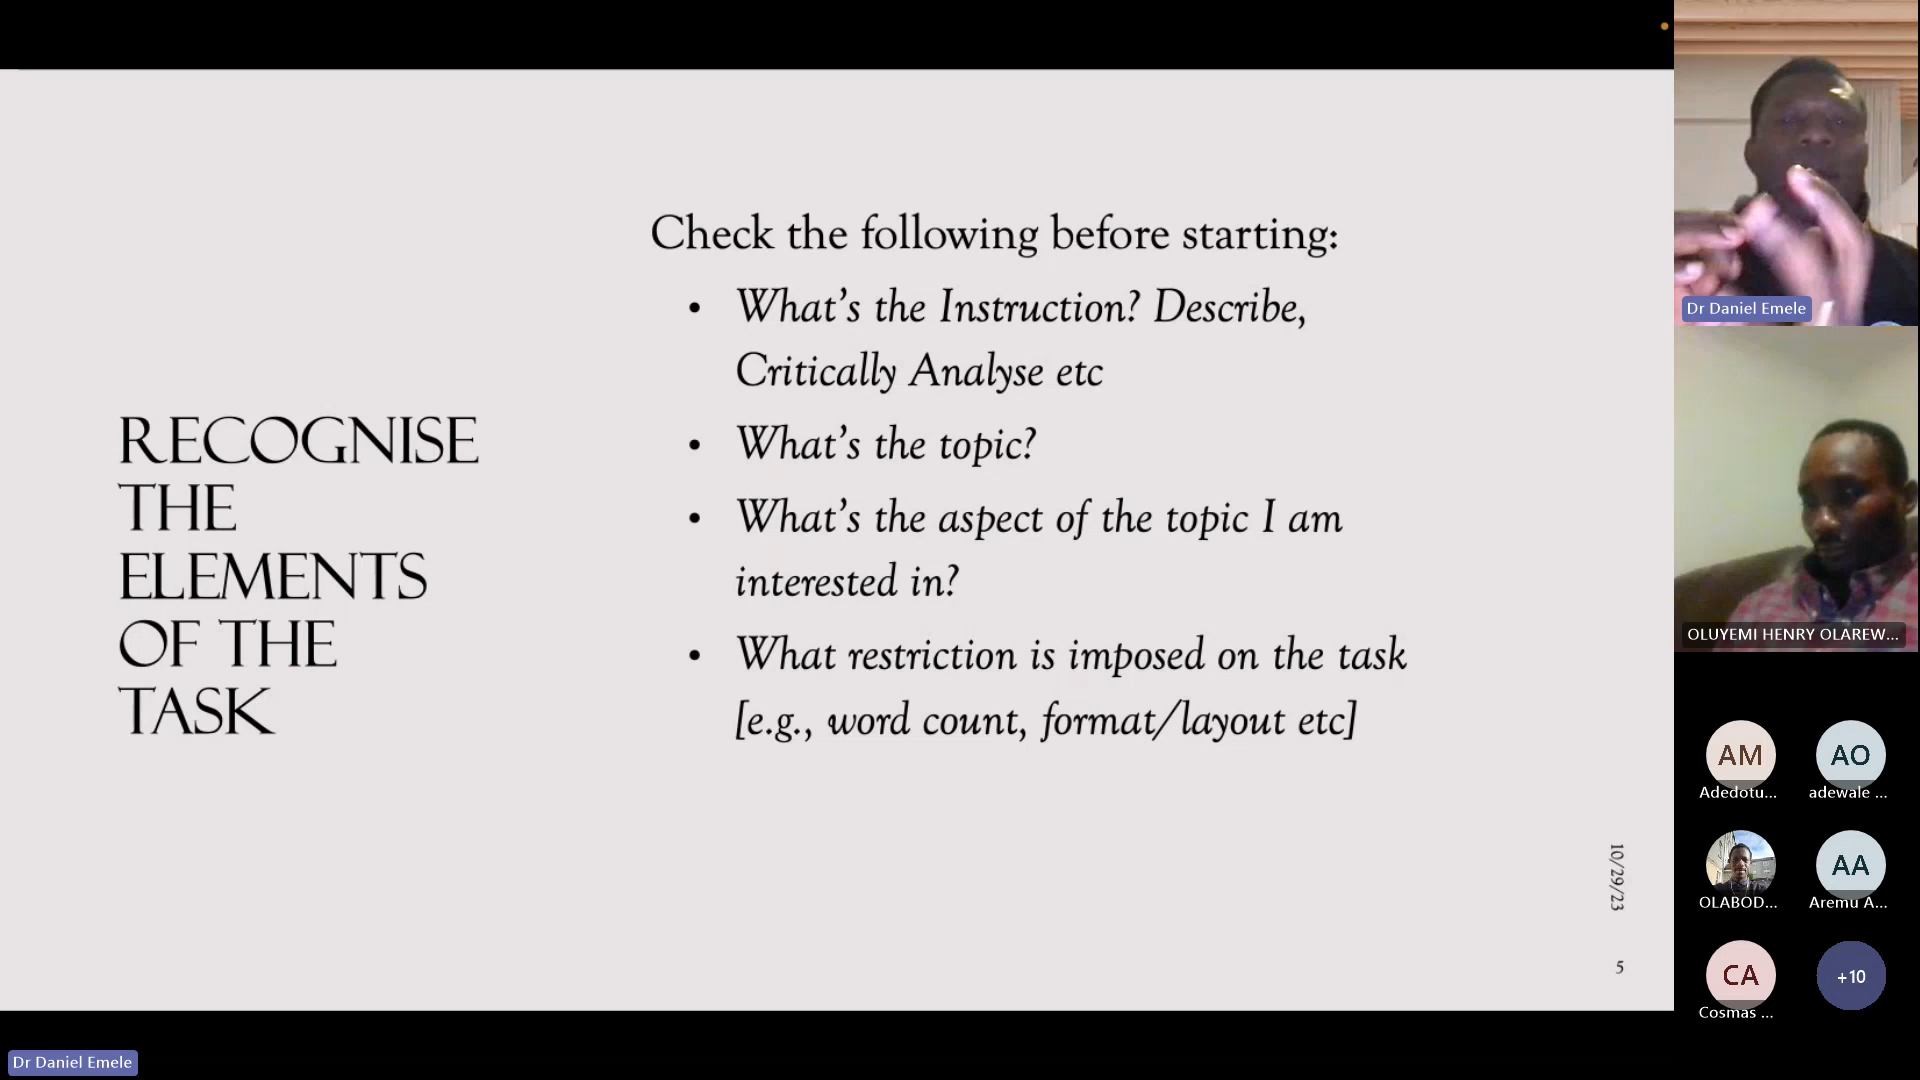 RECOGNISE
THE
ELEMENTS
OF THE
TASK
Check the following before starting:
• What's the Instruction? Describe,
Critically Analyse etc
• What's the topic?
• What's the aspect of the topic I am
interested in?
• What restriction is imposed on the task
[e.g., word count, format/layout etc]
10/29/23
5
Dr Daniel Emele
Dr Daniel Emele
OLUYEMI HENRY OLAREW...
AM
Adedotu...
AO
adewale ...
OLABOD...
AA
Aremu A...
CA
Cosmas ...
+10